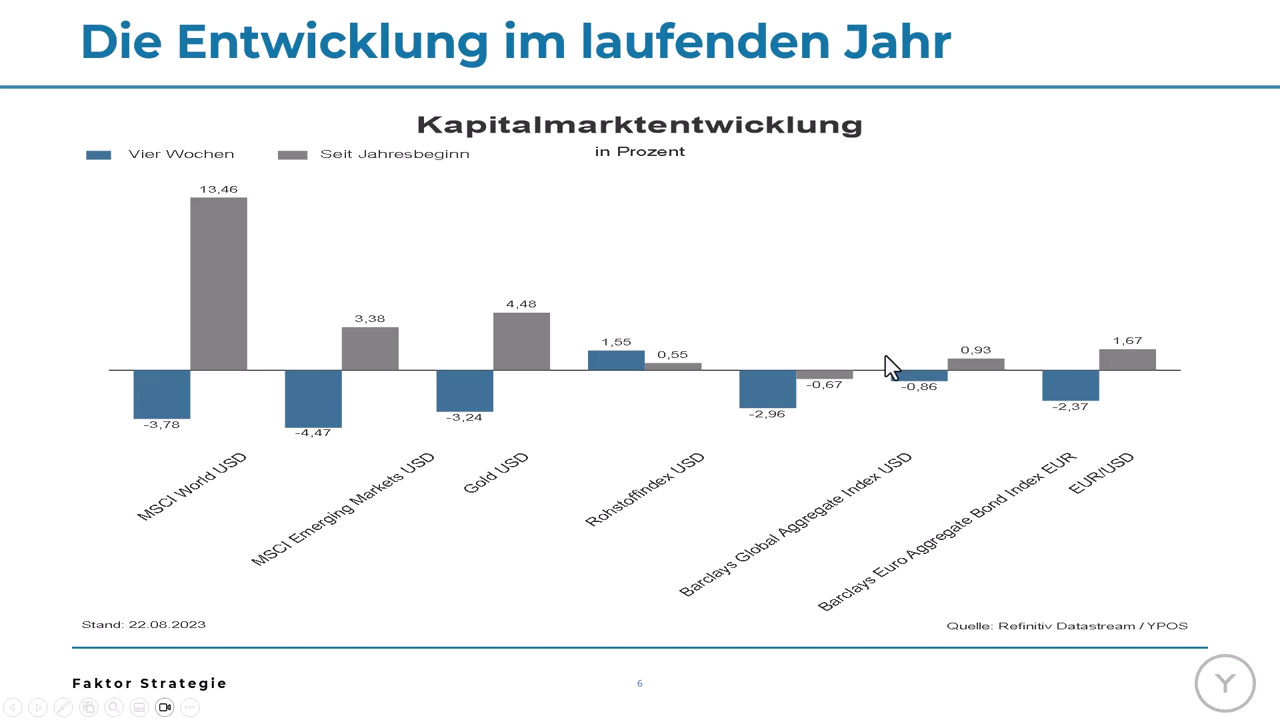 Die Entwicklung im laufenden Jahr
Kapitalmarktentwicklung
in Prozent
Vier Wochen
Seit Jahresbeginn
13,46
3,38
4,48
1,55
0,55
0,93
1,67
-3,78
-4,47
-3,24
-2,96
-0,67
-0,86
-2,37
MSCI World USD
MSCI Emerging Markets USD
Gold USD
Rohstoffindex USD
Barclays Global Aggregate Index USD
Barclays Euro Aggregate Bond Index EUR
EUR/USD
Stand: 22.08.2023
Quelle: Refinitiv Datastream / YPOS
Faktor Strategie
6
Y